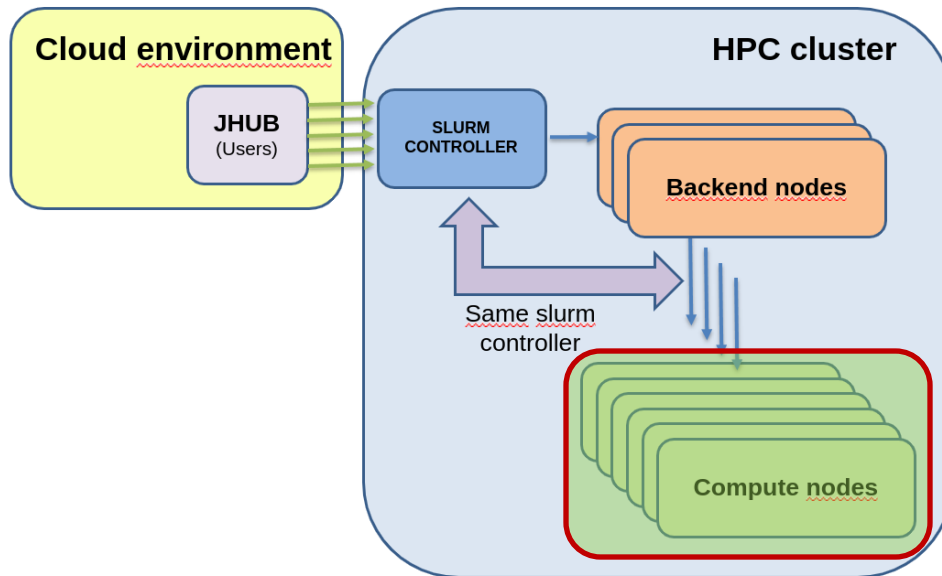 Cloud environment
HPC cluster
JHUB
(Users)
SLURM
CONTROLLER
Backend nodes
Same slurm
controller
Compute nodes